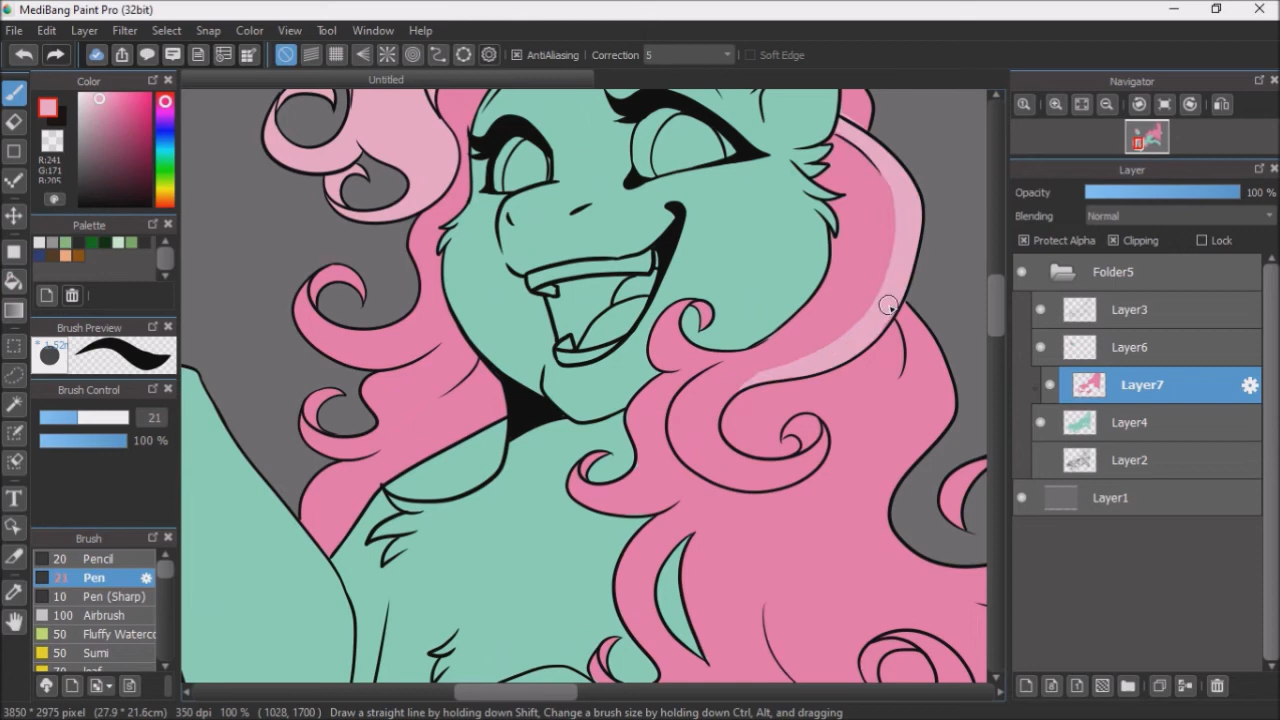 MediBang Paint Pro (32bit)
File Edit Layer Filter Select Snap Color View Tool Window Help
AntiAliasing Correction 5 Soft Edge
Untitled
Color
R:241
G:171
B:205
Palette
Brush Preview
Brush Control
21
100 %
Brush
20 Pencil
21 Pen
10 Pen (Sharp)
100 Airbrush
50 Fluffy Waterco
50 Sumi
70 leaf
Navigator
Layer
Opacity 100 %
Blending Normal
Protect Alpha Clipping Lock
Folder5
Layer3
Layer6
Layer7
Layer4
Layer2
Layer1
3850 * 2975 pixel (27.9 * 21.6cm) 350 dpi 100 % ( 1028, 1700 ) Draw a straight line by holding down Shift, Change a brush size by holding down Ctrl, Alt, and dragging